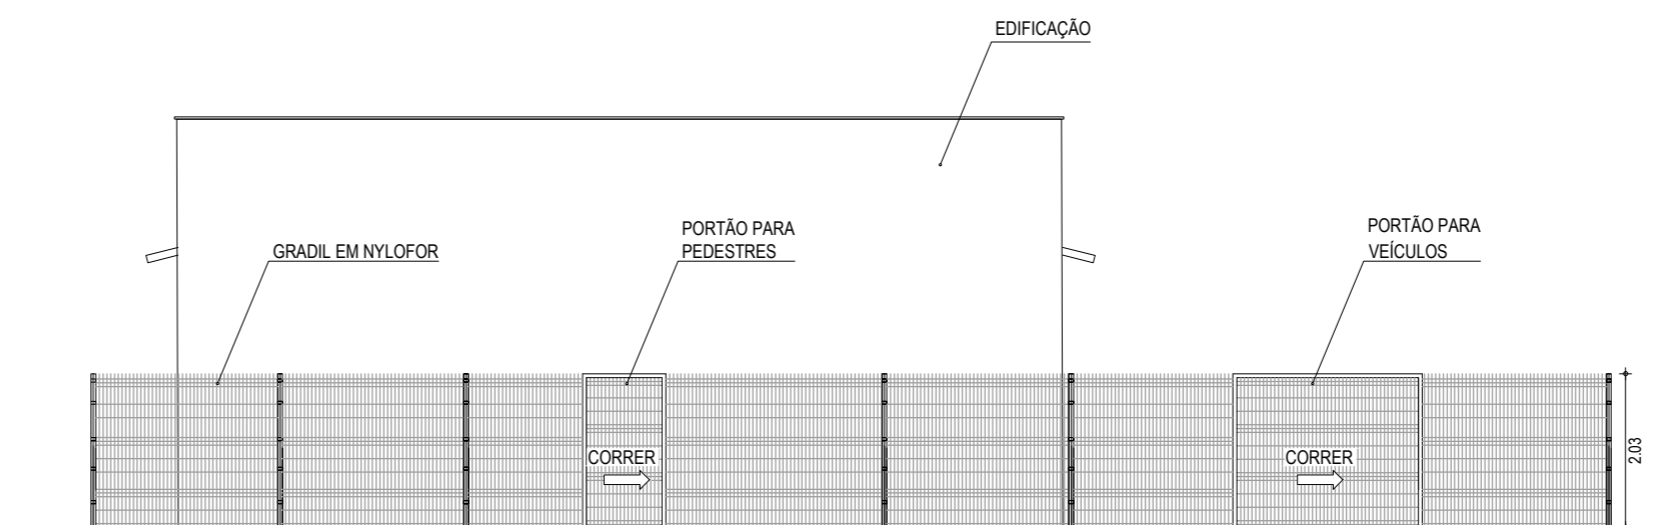 EDIFICAÇÃO
PORTÃO PARA
PEDESTRES
PORTÃO PARA
VEÍCULOS
GRADIL EM NYLOFOR
CORRER
CORRER
2.03